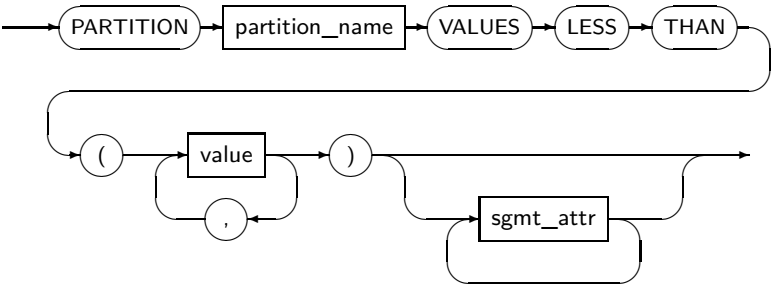 PARTITION partition_name VALUES LESS THAN
( value )
,
sgmt_attr